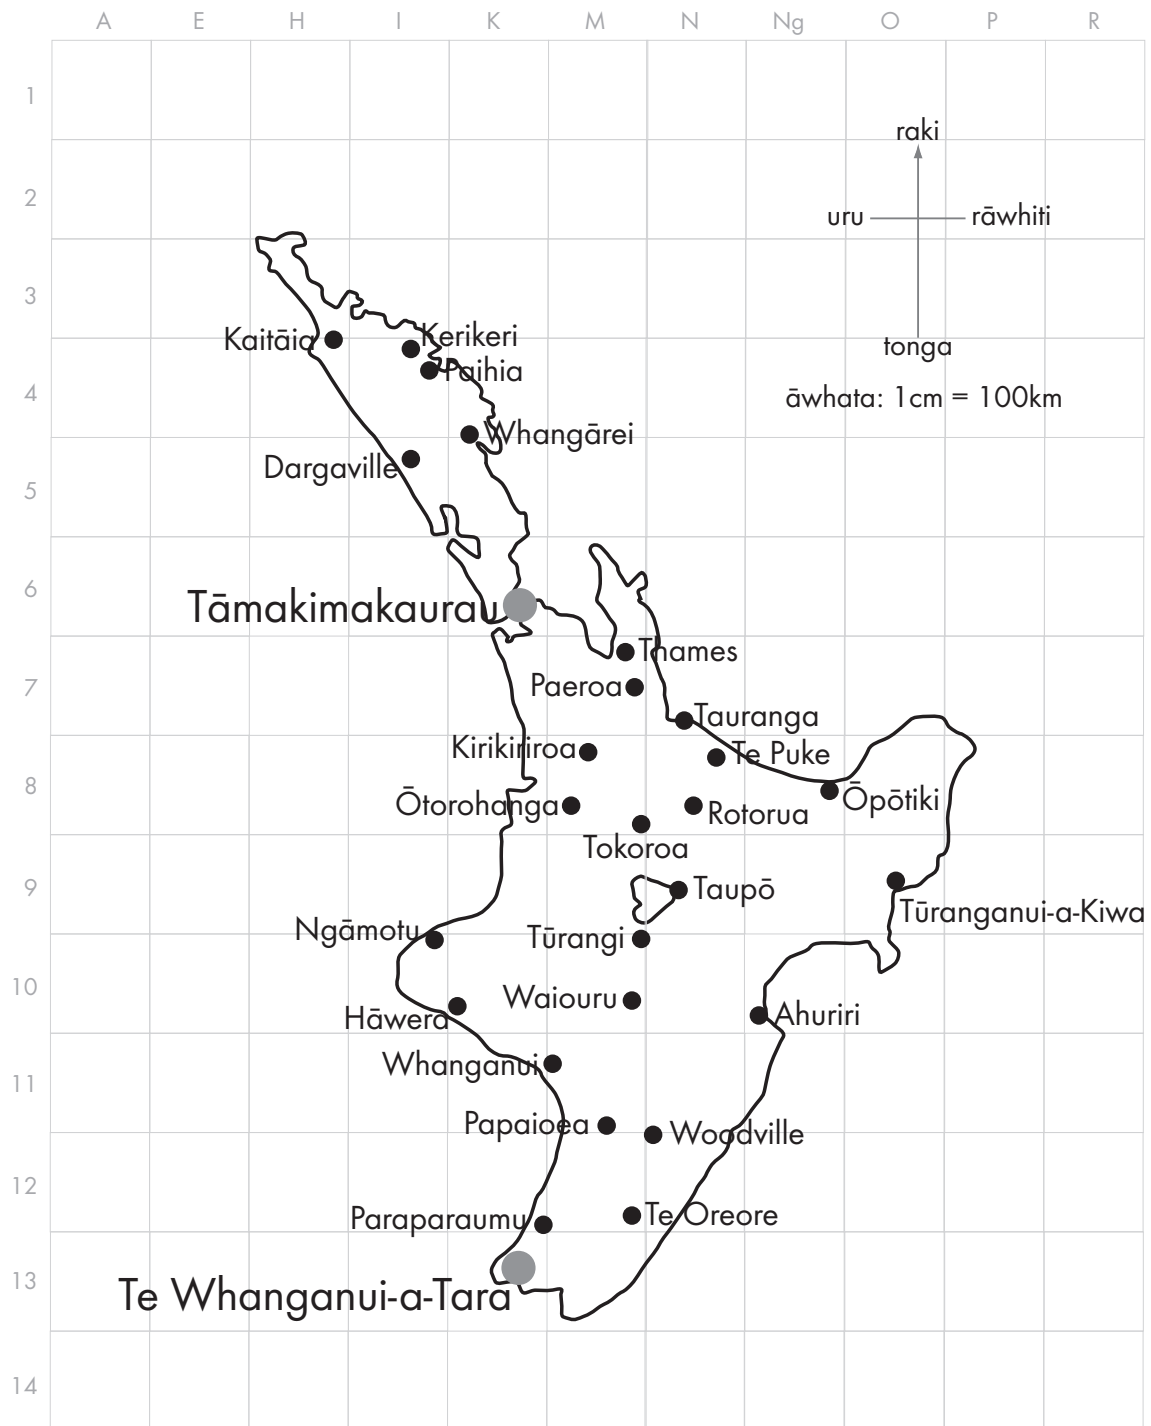 A E H I K M N Ng O P R
1
raki
2
uru rāwhiti
3
Kaitāia
Kerikeri
tonga
Paihia
4
āwhata: 1cm = 100km
Whangārei
Dargaville
5
6
Tāmakimakaurau
Thames
7
Paeroa
Tauranga
Kirikiriroa
Te Puke
8
Ōtorohanga
Ōpōtiki
Rotorua
Tokoroa
9
Taupō
Tūranganui-a-Kiwa
Ngāmotu
Tūrangi
10
Waiouru
Hāwera
Ahuriri
Whanganui
11
Papaioea
Woodville
12
Paraparaumu
Te Oreore
13
Te Whanganui-a-Tara
14